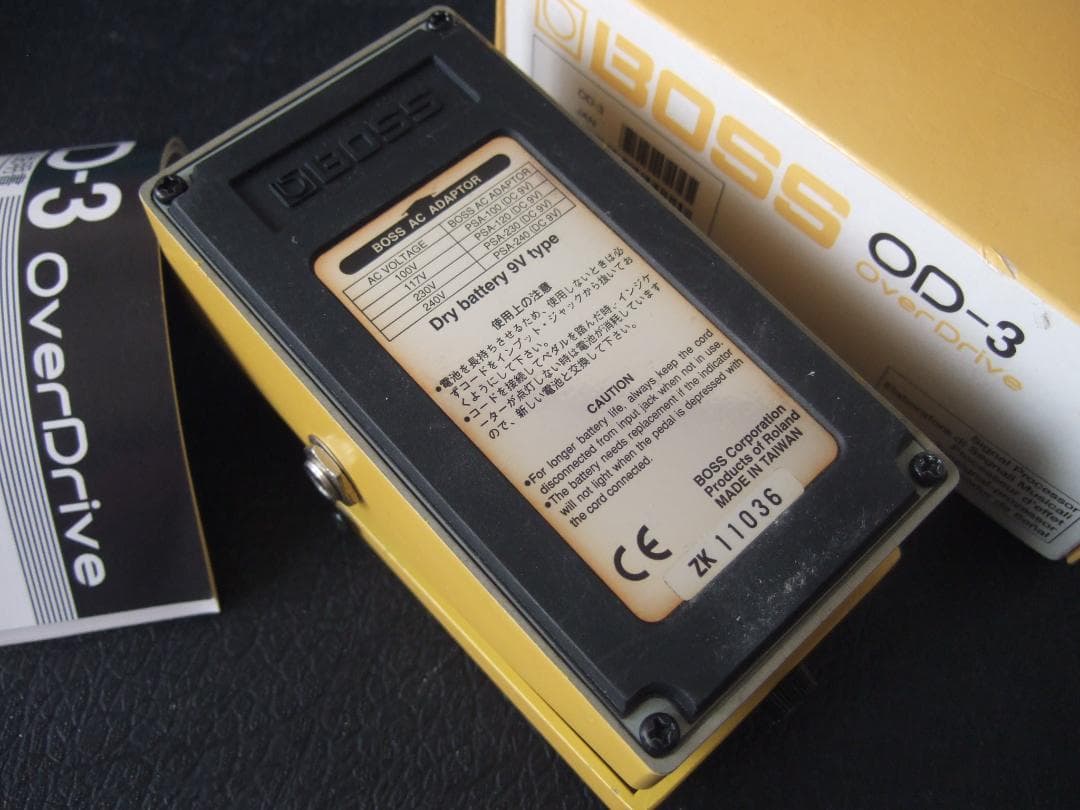 BOSS
BOSS AC ADAPTOR
AC VOLTAGE BOSS AC ADAPTOR
100V PSA-100 (DC 9V)
117V PSA-120 (DC 9V)
230V PSA-230 (DC 9V)
240V PSA-240 (DC 9V)
Dry battery 9V type
使用上の注意
●電池を長持ちさせるため、使用しないときは必
ずコードをインプット・ジャックから抜いてお
くようにして下さい。
●コードを接続してペダルを踏んだ時、インジケ
ーターが点灯しない時は電池が消耗しています
ので、新しい電池と交換して下さい。
CAUTION
●For longer battery life, always keep the cord
disconnected from input jack when not in use.
●The battery needs replacement if the indicator
will not light when the pedal is depressed with
the cord connected.
BOSS Corporation
Products of Roland
MADE IN TAIWAN
CE
ZK 11036
D-3
OverDrive
BOSS
OD-3
JAN
OD-3
OverDrive
Signal Processor
Elaboratore di Segnali Musicali